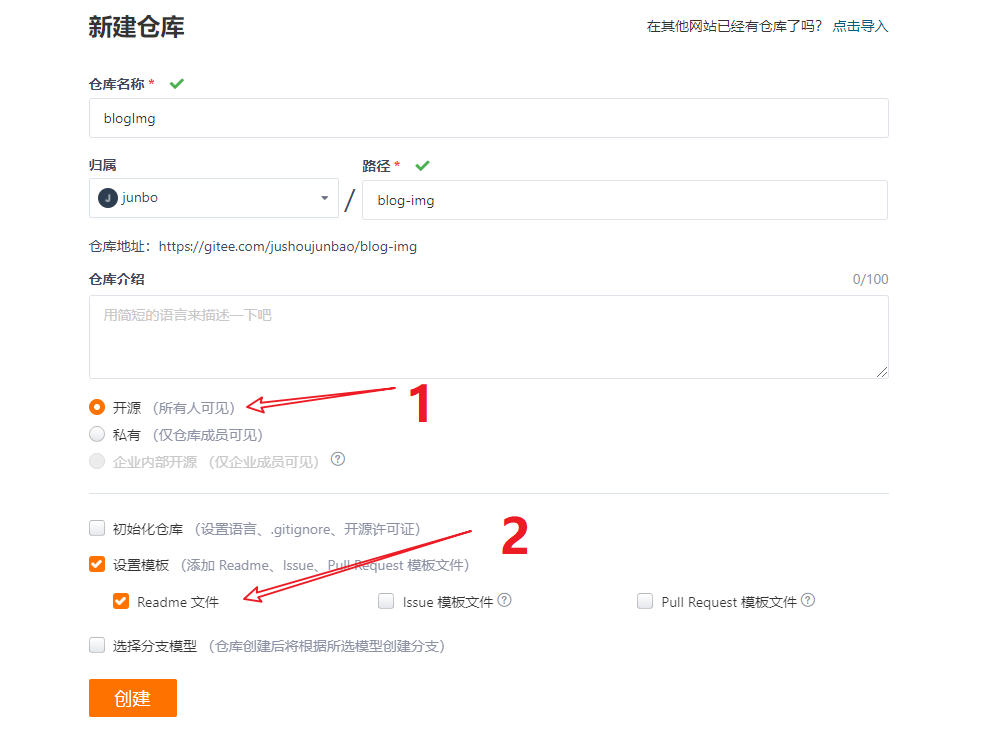 新建仓库
在其他网站已经有仓库了吗? 点击导入
仓库名称 *
blogImg
归属
路径 *
J junbo / blog-img
仓库地址：https://gitee.com/jushoujunbao/blog-img
仓库介绍 0/100
用简短的语言来描述一下吧
开源 （所有人可见） 1
私有 （仅仓库成员可见）
企业内部开源 （仅企业成员可见） ?
初始化仓库 （设置语言、.gitignore、开源许可证） 2
设置模板 （添加 Readme、Issue、Pull Request 模板文件）
Readme 文件 Issue 模板文件 ? Pull Request 模板文件 ?
选择分支模型 （仓库创建后将根据所选模型创建分支）
创建